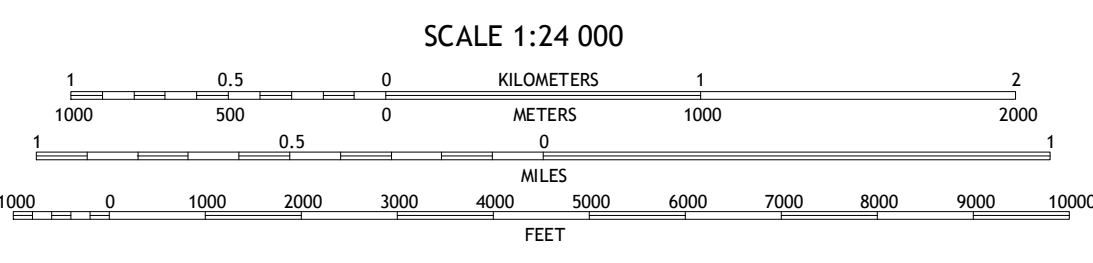 SCALE 1:24 000
1 0.5 0 KILOMETERS 1 2
1000 500 0 METERS 1000 2000
1 0.5 0 1
MILES
1000 0 1000 2000 3000 4000 5000 6000 7000 8000 9000 10000
FEET